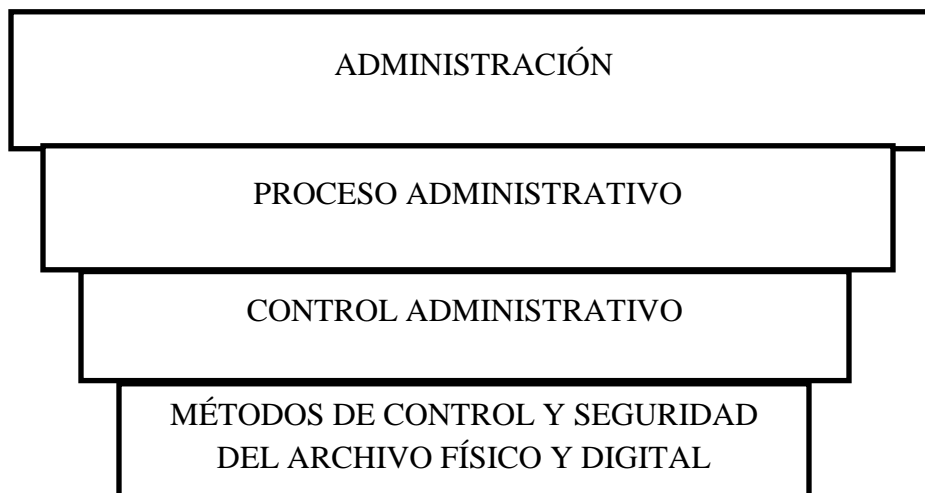 ADMINISTRACIÓN
PROCESO ADMINISTRATIVO
CONTROL ADMINISTRATIVO
MÉTODOS DE CONTROL Y SEGURIDAD
DEL ARCHIVO FÍSICO Y DIGITAL